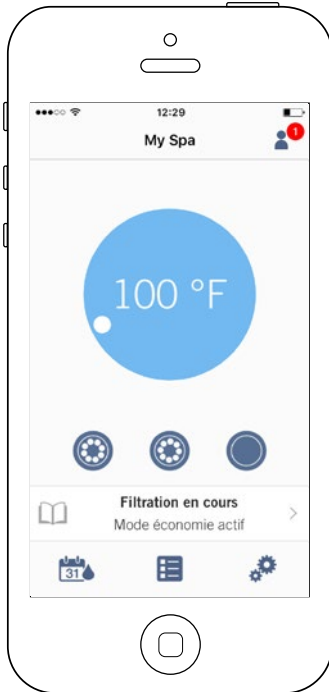 12:29
My Spa
1
100 °F
Filtration en cours
Mode économie actif
31